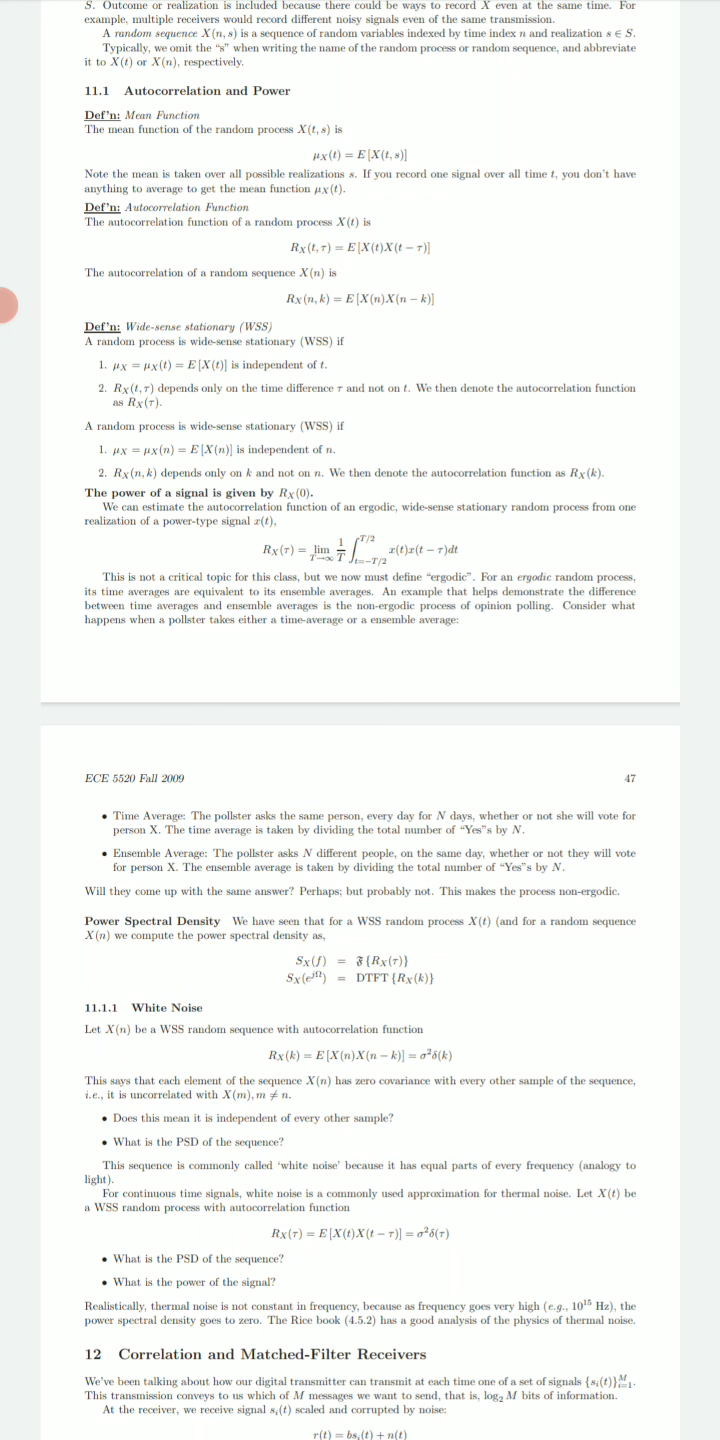 S. Outcome or realization is included because there could be ways to record X even at the same time. For
example, multiple receivers would record different noisy signals even of the same transmission.
A random sequence X(n, s) is a sequence of random variables indexed by time index n and realization s ∈ S.
Typically, we omit the “s” when writing the name of the random process or random sequence, and abbreviate
it to X(t) or X(n), respectively.
11.1 Autocorrelation and Power
Def’n: Mean Function
The mean function of the random process X(t, s) is
μ_X(t) = E [X(t, s)]
Note the mean is taken over all possible realizations s. If you record one signal over all time t, you don’t have
anything to average to get the mean function μ_X(t).
Def’n: Autocorrelation Function
The autocorrelation function of a random process X(t) is
R_X(t, τ) = E [X(t)X(t − τ)]
The autocorrelation of a random sequence X(n) is
R_X(n, k) = E [X(n)X(n − k)]
Def’n: Wide-sense stationary (WSS)
A random process is wide-sense stationary (WSS) if
1. μ_X = μ_X(t) = E [X(t)] is independent of t.
2. R_X(t, τ) depends only on the time difference τ and not on t. We then denote the autocorrelation function
as R_X(τ).
A random process is wide-sense stationary (WSS) if
1. μ_X = μ_X(n) = E [X(n)] is independent of n.
2. R_X(n, k) depends only on k and not on n. We then denote the autocorrelation function as R_X(k).
The power of a signal is given by R_X(0).
We can estimate the autocorrelation function of an ergodic, wide-sense stationary random process from one
realization of a power-type signal x(t),
R_X(τ) = lim_{T→∞} 1/T ∫_{t=−T/2}^{T/2} x(t)x(t − τ)dt
This is not a critical topic for this class, but we now must define “ergodic”. For an ergodic random process,
its time averages are equivalent to its ensemble averages. An example that helps demonstrate the difference
between time averages and ensemble averages is the non-ergodic process of opinion polling. Consider what
happens when a pollster takes either a time-average or a ensemble average:
ECE 5520 Fall 2009 47
• Time Average: The pollster asks the same person, every day for N days, whether or not she will vote for
person X. The time average is taken by dividing the total number of “Yes”s by N.
• Ensemble Average: The pollster asks N different people, on the same day, whether or not they will vote
for person X. The ensemble average is taken by dividing the total number of “Yes”s by N.
Will they come up with the same answer? Perhaps; but probably not. This makes the process non-ergodic.
Power Spectral Density We have seen that for a WSS random process X(t) (and for a random sequence
X(n) we compute the power spectral density as,
S_X(f) = 𝔉 {R_X(τ)}
S_X(e^{jΩ}) = DTFT {R_X(k)}
11.1.1 White Noise
Let X(n) be a WSS random sequence with autocorrelation function
R_X(k) = E [X(n)X(n − k)] = σ²δ(k)
This says that each element of the sequence X(n) has zero covariance with every other sample of the sequence,
i.e., it is uncorrelated with X(m), m ≠ n.
• Does this mean it is independent of every other sample?
• What is the PSD of the sequence?
This sequence is commonly called ‘white noise’ because it has equal parts of every frequency (analogy to
light).
For continuous time signals, white noise is a commonly used approximation for thermal noise. Let X(t) be
a WSS random process with autocorrelation function
R_X(τ) = E [X(t)X(t − τ)] = σ²δ(τ)
• What is the PSD of the sequence?
• What is the power of the signal?
Realistically, thermal noise is not constant in frequency, because as frequency goes very high (e.g., 10¹⁵ Hz), the
power spectral density goes to zero. The Rice book (4.5.2) has a good analysis of the physics of thermal noise.
12 Correlation and Matched-Filter Receivers
We’ve been talking about how our digital transmitter can transmit at each time one of a set of signals {s_i(t)}_{i=1}^M.
This transmission conveys to us which of M messages we want to send, that is, log₂ M bits of information.
At the receiver, we receive signal s_i(t) scaled and corrupted by noise:
r(t) = bs_i(t) + n(t)